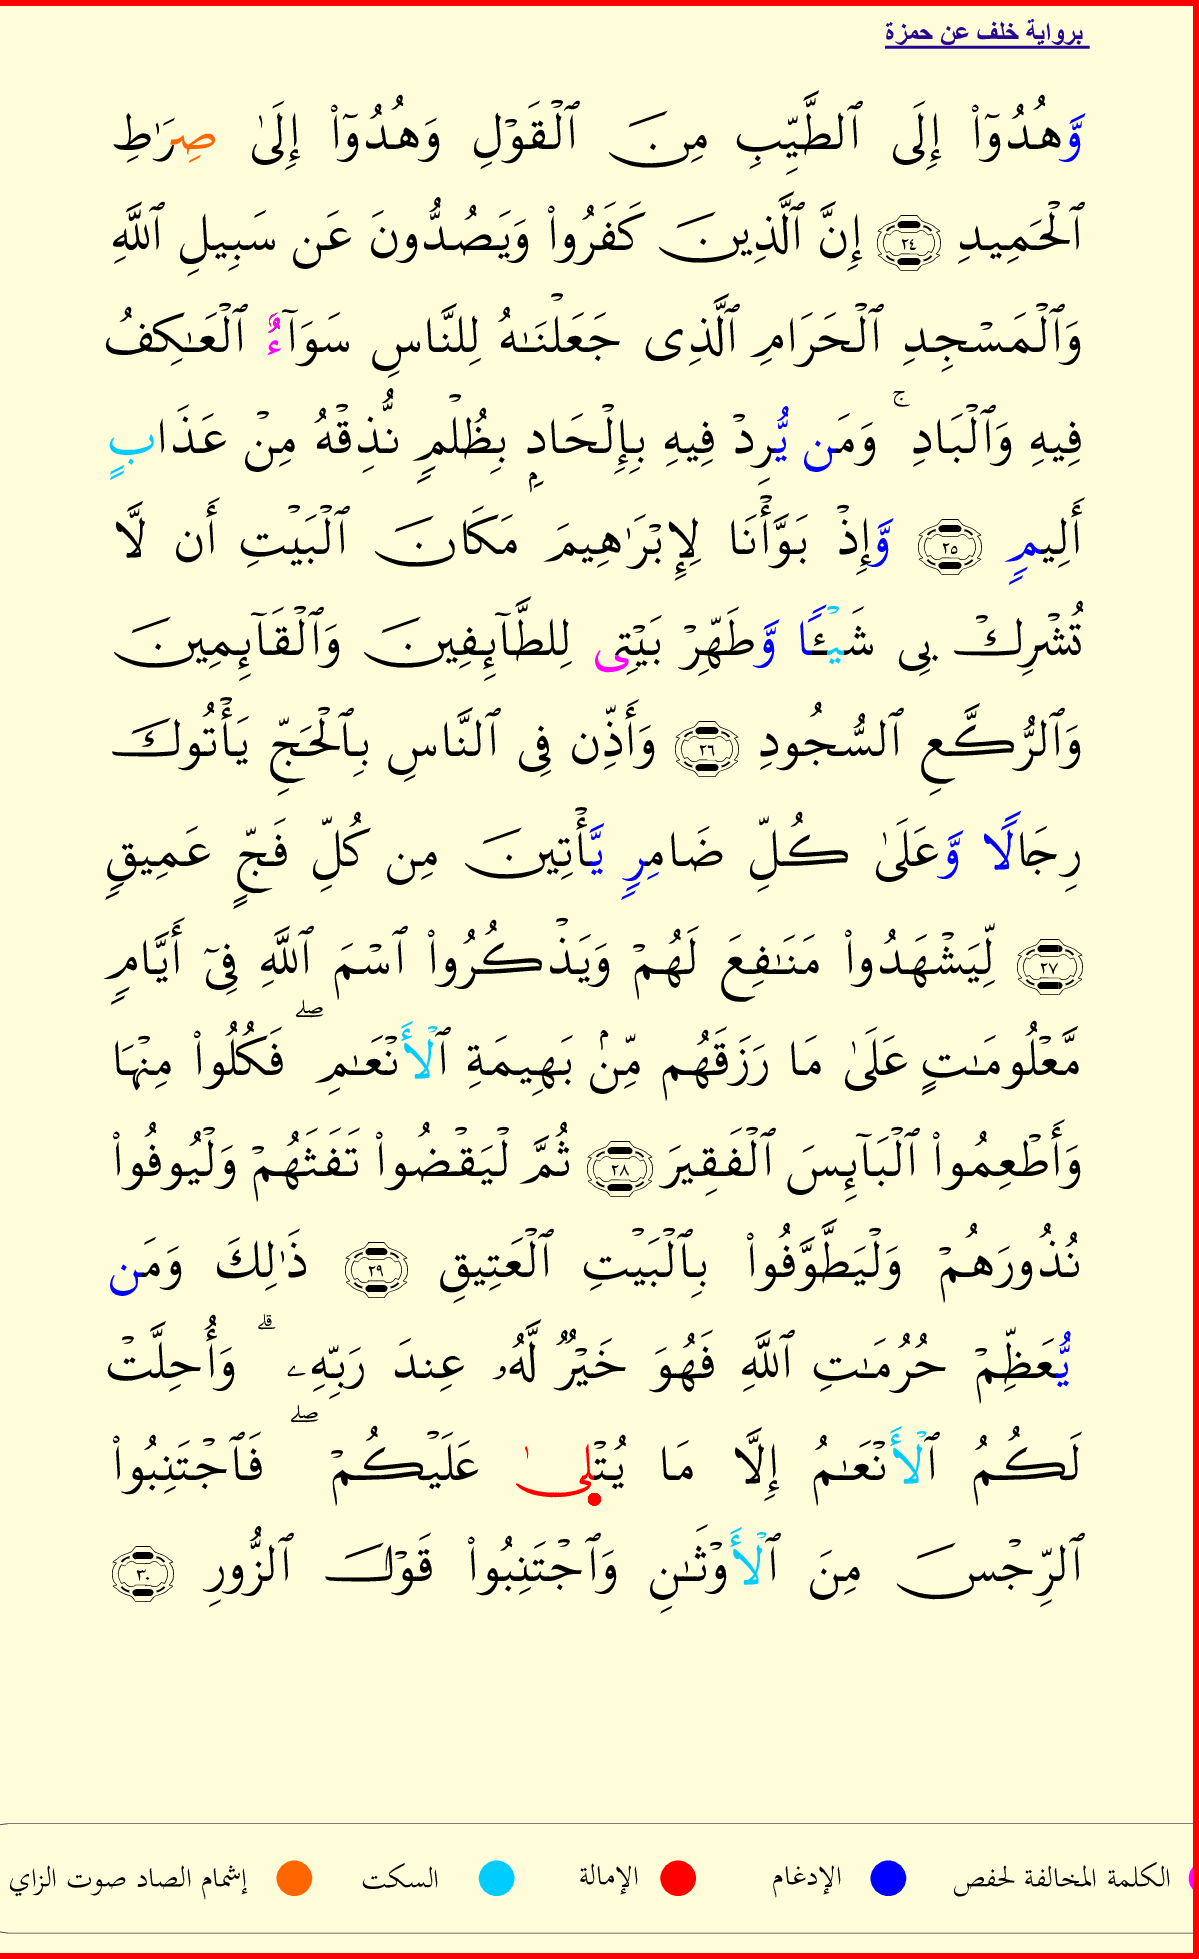 برواية خلف عن حمزة
وَّهُدُوٓا۟ إِلَى ٱلطَّيِّبِ مِنَ ٱلْقَوْلِ وَهُدُوٓا۟ إِلَىٰ صِرَٰطِ
ٱلْحَمِيدِ ٢٤ إِنَّ ٱلَّذِينَ كَفَرُوا۟ وَيَصُدُّونَ عَن سَبِيلِ ٱللَّهِ
وَٱلْمَسْجِدِ ٱلْحَرَامِ ٱلَّذِى جَعَلْنَـٰهُ لِلنَّاسِ سَوَآءٌ ٱلْعَـٰكِفُ
فِيهِ وَٱلْبَادِ ۚ وَمَن يُّرِدْ فِيهِ بِإِلْحَادٍۭ بِظُلْمٍ نُّذِقْهُ مِنْ عَذَابٍ
أَلِيمٍ ٢٥ وَّإِذْ بَوَّأْنَا لِإِبْرَٰهِيمَ مَكَانَ ٱلْبَيْتِ أَن لَّا
تُشْرِكْ بِى شَيْـًٔا وَّطَهِّرْ بَيْتِى لِلطَّآئِفِينَ وَٱلْقَآئِمِينَ
وَٱلرُّكَّعِ ٱلسُّجُودِ ٢٦ وَأَذِّن فِى ٱلنَّاسِ بِٱلْحَجِّ يَأْتُوكَ
رِجَالًا وَّعَلَىٰ كُلِّ ضَامِرٍ يَّأْتِينَ مِن كُلِّ فَجٍّ عَمِيقٍ
٢٧ لِّيَشْهَدُوا۟ مَنَـٰفِعَ لَهُمْ وَيَذْكُرُوا۟ ٱسْمَ ٱللَّهِ فِىٓ أَيَّامٍ
مَّعْلُومَـٰتٍ عَلَىٰ مَا رَزَقَهُم مِّنۢ بَهِيمَةِ ٱلْأَنْعَـٰمِ ۖ فَكُلُوا۟ مِنْهَا
وَأَطْعِمُوا۟ ٱلْبَآئِسَ ٱلْفَقِيرَ ٢٨ ثُمَّ لْيَقْضُوا۟ تَفَثَهُمْ وَلْيُوفُوا۟
نُذُورَهُمْ وَلْيَطَّوَّفُوا۟ بِٱلْبَيْتِ ٱلْعَتِيقِ ٢٩ ذَٰلِكَ وَمَن
يُّعَظِّمْ حُرُمَـٰتِ ٱللَّهِ فَهُوَ خَيْرٌ لَّهُۥ عِندَ رَبِّهِۦ ۗ وَأُحِلَّتْ
لَكُمُ ٱلْأَنْعَـٰمُ إِلَّا مَا يُتْلَىٰ عَلَيْكُمْ ۖ فَٱجْتَنِبُوا۟
ٱلرِّجْسَ مِنَ ٱلْأَوْثَـٰنِ وَٱجْتَنِبُوا۟ قَوْلَ ٱلزُّورِ ٣٠
الكلمة المخالفة لحفص الإدغام الإمالة السكت إشمام الصاد صوت الزاي